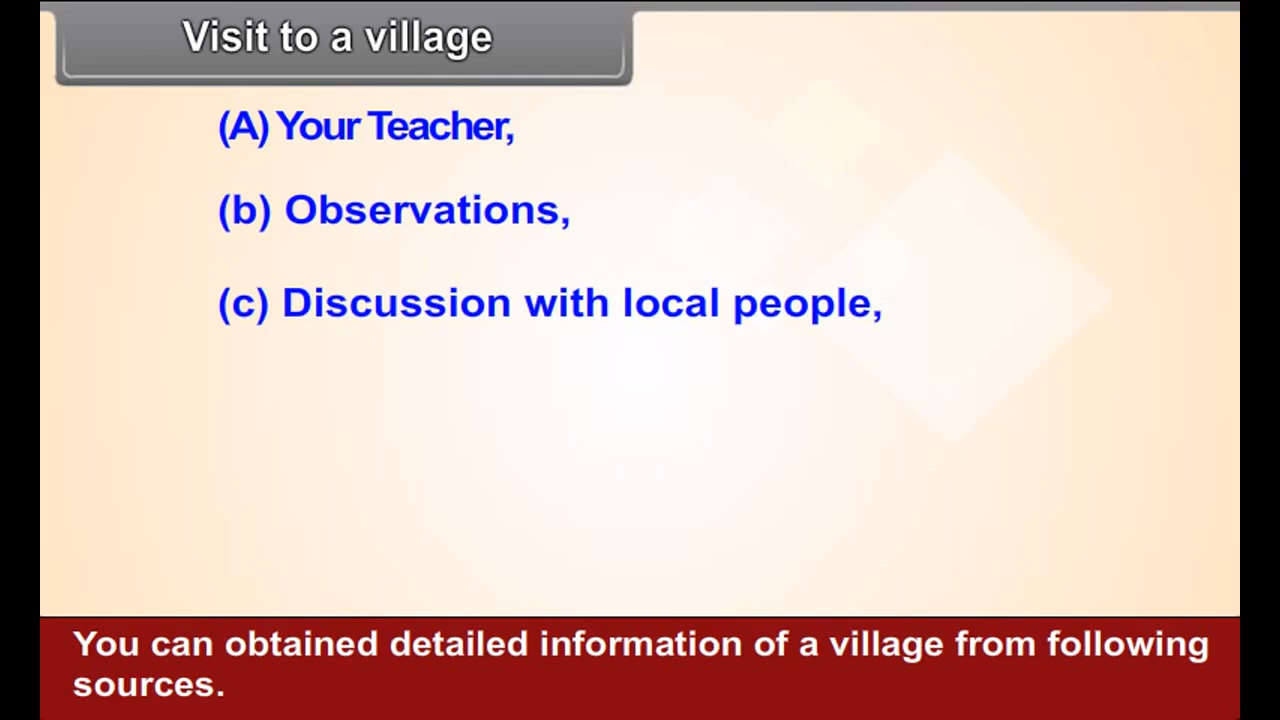 Visit to a village
(A) Your Teacher,
(b) Observations,
(c) Discussion with local people,
You can obtained detailed information of a village from following
sources.